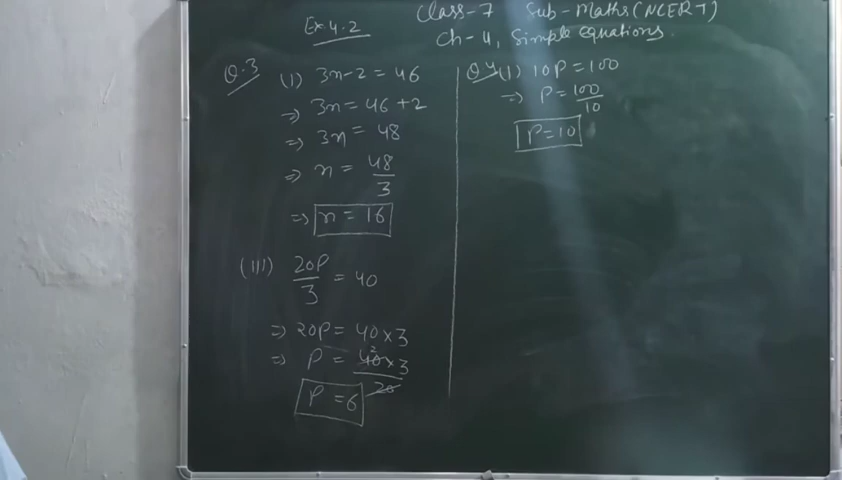 Class-7 Sub-Maths (NCERT)
Ch-4, Simple equations.
Ex-4.2
Q.3 (i) 3n-2 = 46
⇒ 3n = 46+2
⇒ 3n = 48
⇒ n = 48/3
⇒ n = 16
(iii) 20P/3 = 40
⇒ 20P = 40×3
⇒ P = 40×3/20 2
P = 6
Q4 (i) 10P = 100
⇒ P = 100/10
P = 10